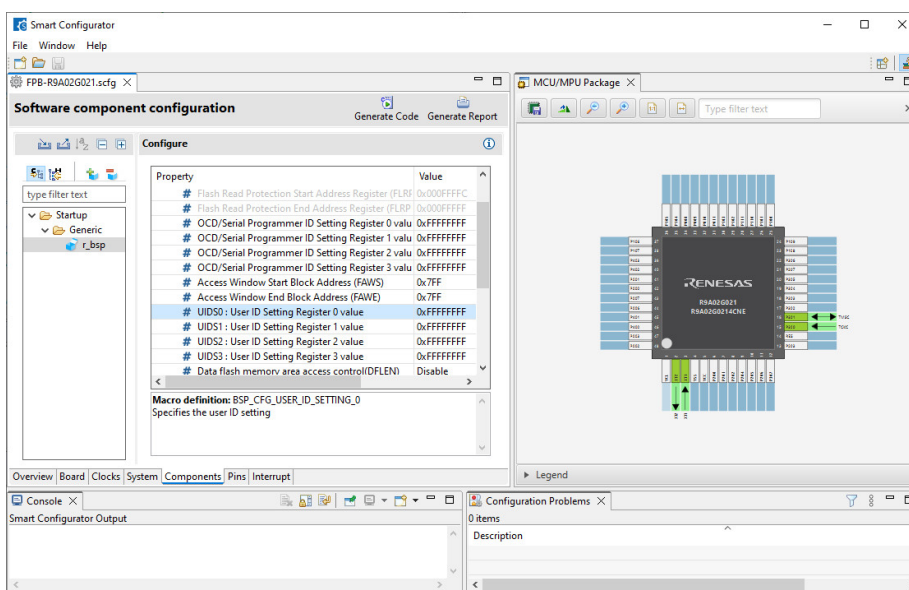 Smart Configurator
File Window Help
FPB-R9A02G021.scfg
Software component configuration
Generate Code Generate Report
Configure
type filter text
Startup
Generic
r_bsp
Property Value
# Flash Read Protection Start Address Register (FLRF 0x000FFFFC
# Flash Read Protection End Address Register (FLRP 0x000FFFFF
# OCD/Serial Programmer ID Setting Register 0 valu 0xFFFFFFFF
# OCD/Serial Programmer ID Setting Register 1 valu 0xFFFFFFFF
# OCD/Serial Programmer ID Setting Register 2 valu 0xFFFFFFFF
# OCD/Serial Programmer ID Setting Register 3 valu 0xFFFFFFFF
# Access Window Start Block Address (FAWS) 0x7FF
# Access Window End Block Address (FAWE) 0x7FF
# UIDS0 : User ID Setting Register 0 value 0xFFFFFFFF
# UIDS1 : User ID Setting Register 1 value 0xFFFFFFFF
# UIDS2 : User ID Setting Register 2 value 0xFFFFFFFF
# UIDS3 : User ID Setting Register 3 value 0xFFFFFFFF
# Data flash memory area access control(DFLEN) Disable
Macro definition: BSP_CFG_USER_ID_SETTING_0
Specifies the user ID setting
Overview Board Clocks System Components Pins Interrupt
MCU/MPU Package
Type filter text
RENESAS
R9A02G021
R9A02G0214CNE
Legend
Console
Smart Configurator Output
Configuration Problems
0 items
Description